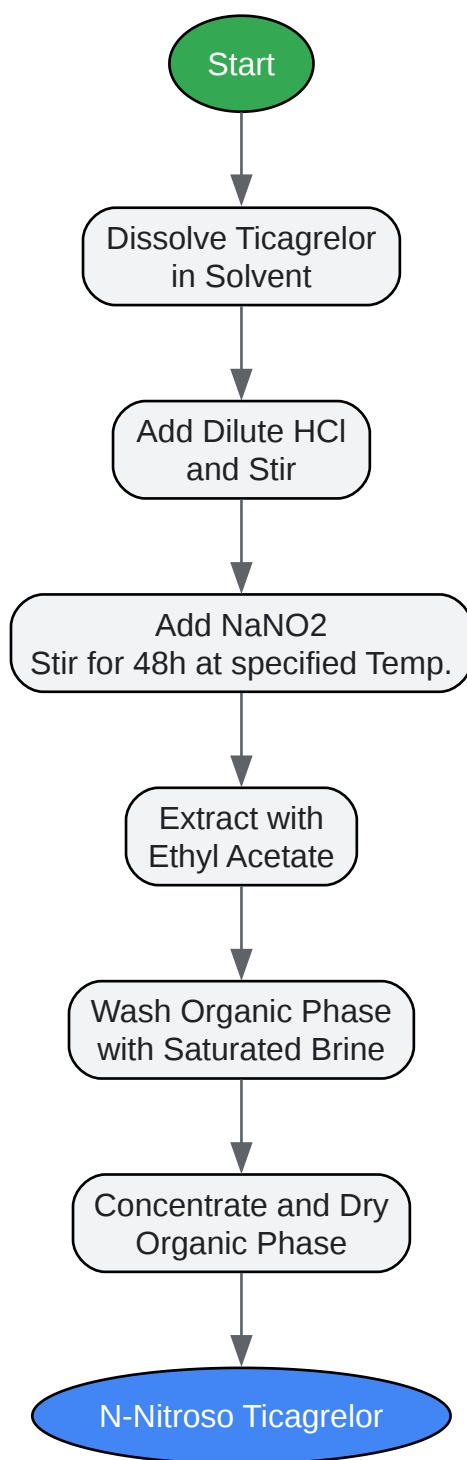 Start
Dissolve Ticagrelor
in Solvent
Add Dilute HCl
and Stir
Add NaNO2
Stir for 48h at specified Temp.
Extract with
Ethyl Acetate
Wash Organic Phase
with Saturated Brine
Concentrate and Dry
Organic Phase
N-Nitroso Ticagrelor